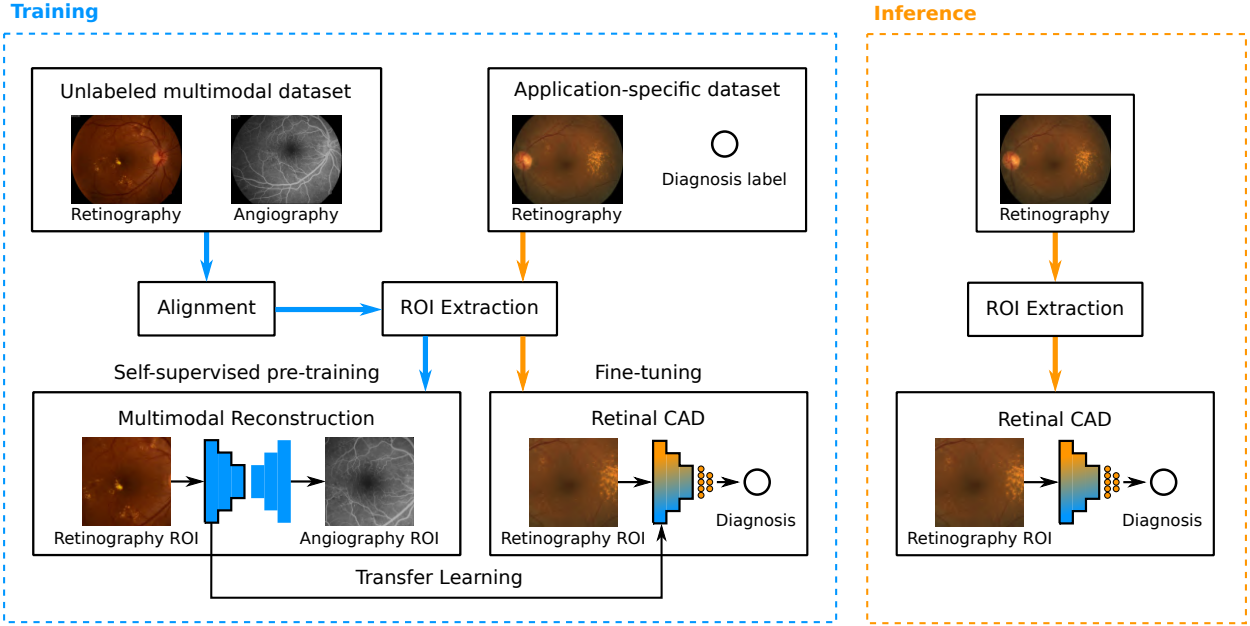 Training
Inference
Unlabeled multimodal dataset
Retinography
Angiography
Application-specific dataset
Retinography
Diagnosis label
Retinography
Alignment
ROI Extraction
ROI Extraction
Self-supervised pre-training
Fine-tuning
Multimodal Reconstruction
Retinography ROI
Angiography ROI
Retinal CAD
Retinography ROI
Diagnosis
Transfer Learning
Retinal CAD
Retinography ROI
Diagnosis